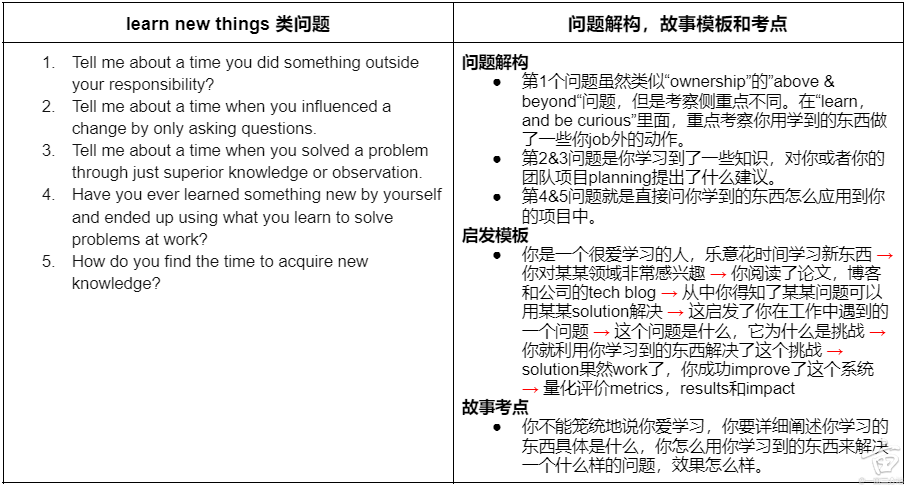 learn new things 类问题
问题解构，故事模板和考点
1. Tell me about a time you did something outside
your responsibility?
2. Tell me about a time when you influenced a
change by only asking questions.
3. Tell me about a time when you solved a problem
through just superior knowledge or observation.
4. Have you ever learned something new by yourself
and ended up using what you learn to solve
problems at work?
5. How do you find the time to acquire new
knowledge?
问题解构
● 第1个问题虽然类似“ownership”的”above &
beyond“问题，但是考察侧重点不同。在“learn，
and be curious”里面，重点考察你用学到的东西做
了一些你job外的动作。
● 第2&3问题是你学习到了一些知识，对你或者你的
团队项目planning提出了什么建议。
● 第4&5问题就是直接问你学到的东西怎么应用到你
的项目中。
启发模板
● 你是一个很爱学习的人，乐意花时间学习新东西 →
你对某某领域非常感兴趣 → 你阅读了论文，博客
和公司的tech blog → 从中你得知了某某问题可以
用某某solution解决 → 这启发了你在工作中遇到的
一个问题 → 这个问题是什么，它为什么是挑战 →
你就利用你学习到的东西解决了这个挑战 →
solution果然work了，你成功improve了这个系统
→ 量化评价metrics，results和impact
故事考点
● 你不能笼统地说你爱学习，你要详细阐述你学习的
东西具体是什么，你怎么用你学习到的东西来解决
一个什么样的问题，效果怎么样。